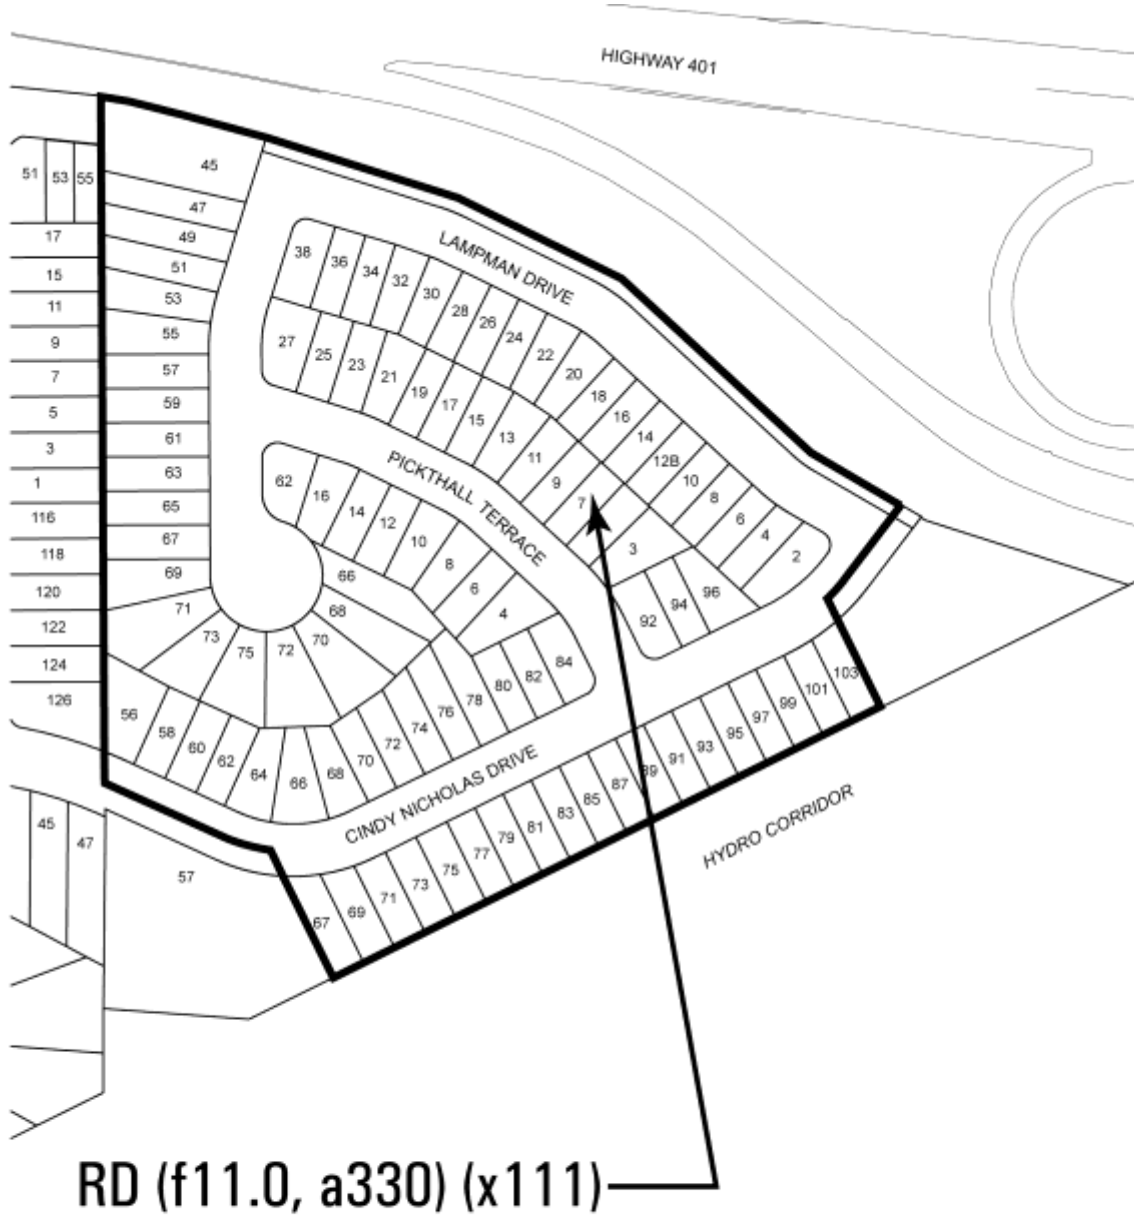 HIGHWAY 401
45
47
49
51
53
55
57
59
61
63
65
67
69
71
73
75
72
70
68
66
51 53 55
17
15
11
9
7
5
3
1
116
118
120
122
124
126
LAMPMAN DRIVE
38 36 34 32 30 28 26 24 22 20 18 16 14 12B 10 8 6 4 2
27 25 23 21 19 17 15 13 11 9 7 3
92 94 96
PICKTHALL TERRACE
62 16 14 12 10 8 6 4
56 58 60 62 64 66 68 70 72 74 76 78 80 82 84
CINDY NICHOLAS DRIVE
67 69 71 73 75 77 79 81 83 85 87 89 91 93 95 97 99 101 103
45 47
57
HYDRO CORRIDOR
RD (f11.0, a330) (x111)